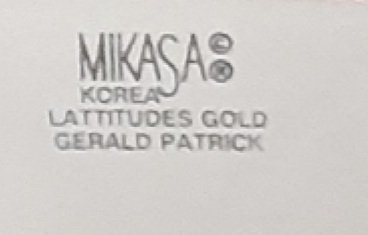 MIKASA © ®
KOREA
LATTITUDES GOLD
GERALD PATRICK